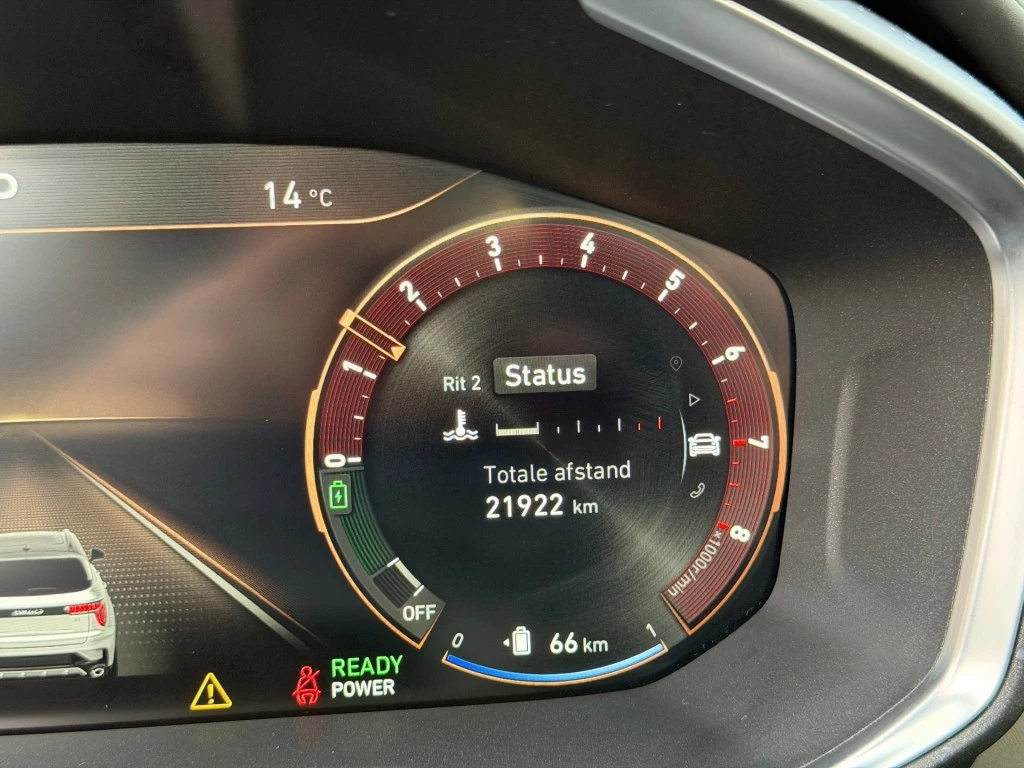 14 °C
0
1
2
3
4
5
6
7
8
×1000r/min
Rit 2 Status
Totale afstand
21922 km
OFF
0 66 km 1
READY
POWER